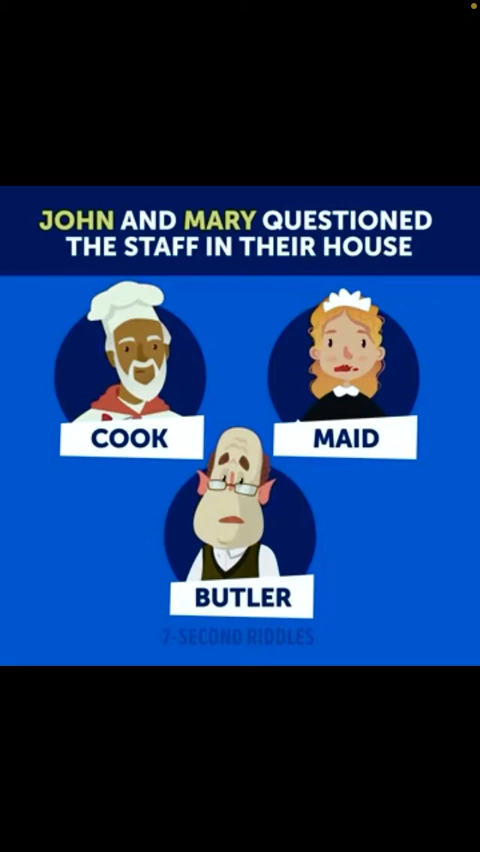 JOHN AND MARY QUESTIONED
THE STAFF IN THEIR HOUSE
COOK
MAID
BUTLER
7-SECOND RIDDLES